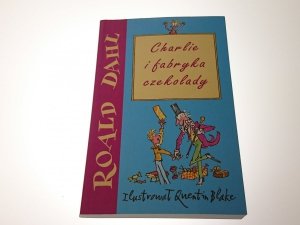 ROALD DAHL
Charlie
i fabryka
czekolady
Ilustrował Quentin Blake